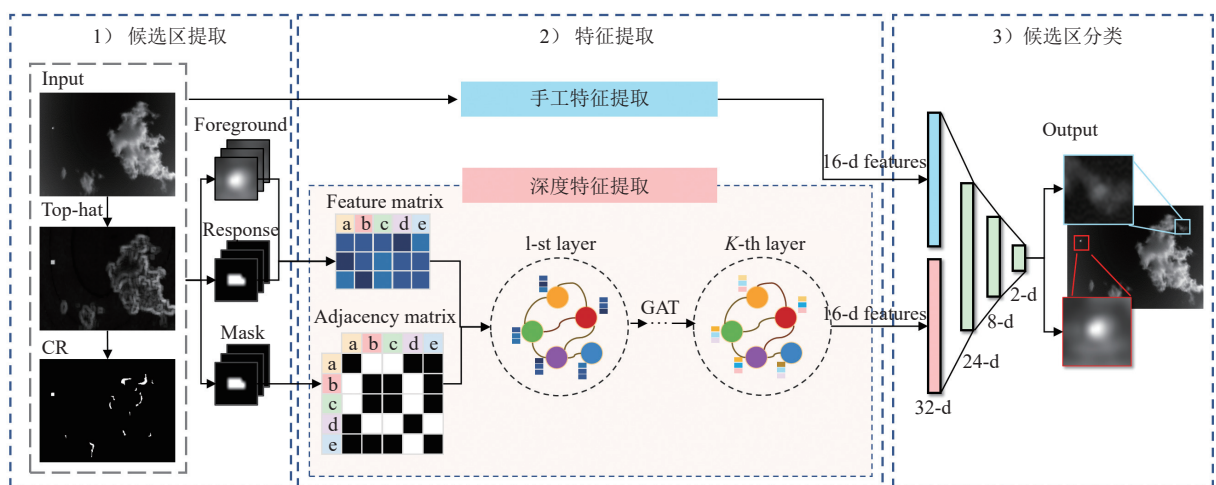 1） 候选区提取
Input
Top-hat
CR
Foreground
Response
Mask
2） 特征提取
手工特征提取
深度特征提取
Feature matrix
a b c d e
Adjacency matrix
a b c d e
a
b
c
d
e
l-st layer
GAT
···
K-th layer
16-d features
16-d features
3）候选区分类
32-d
24-d
8-d
2-d
Output